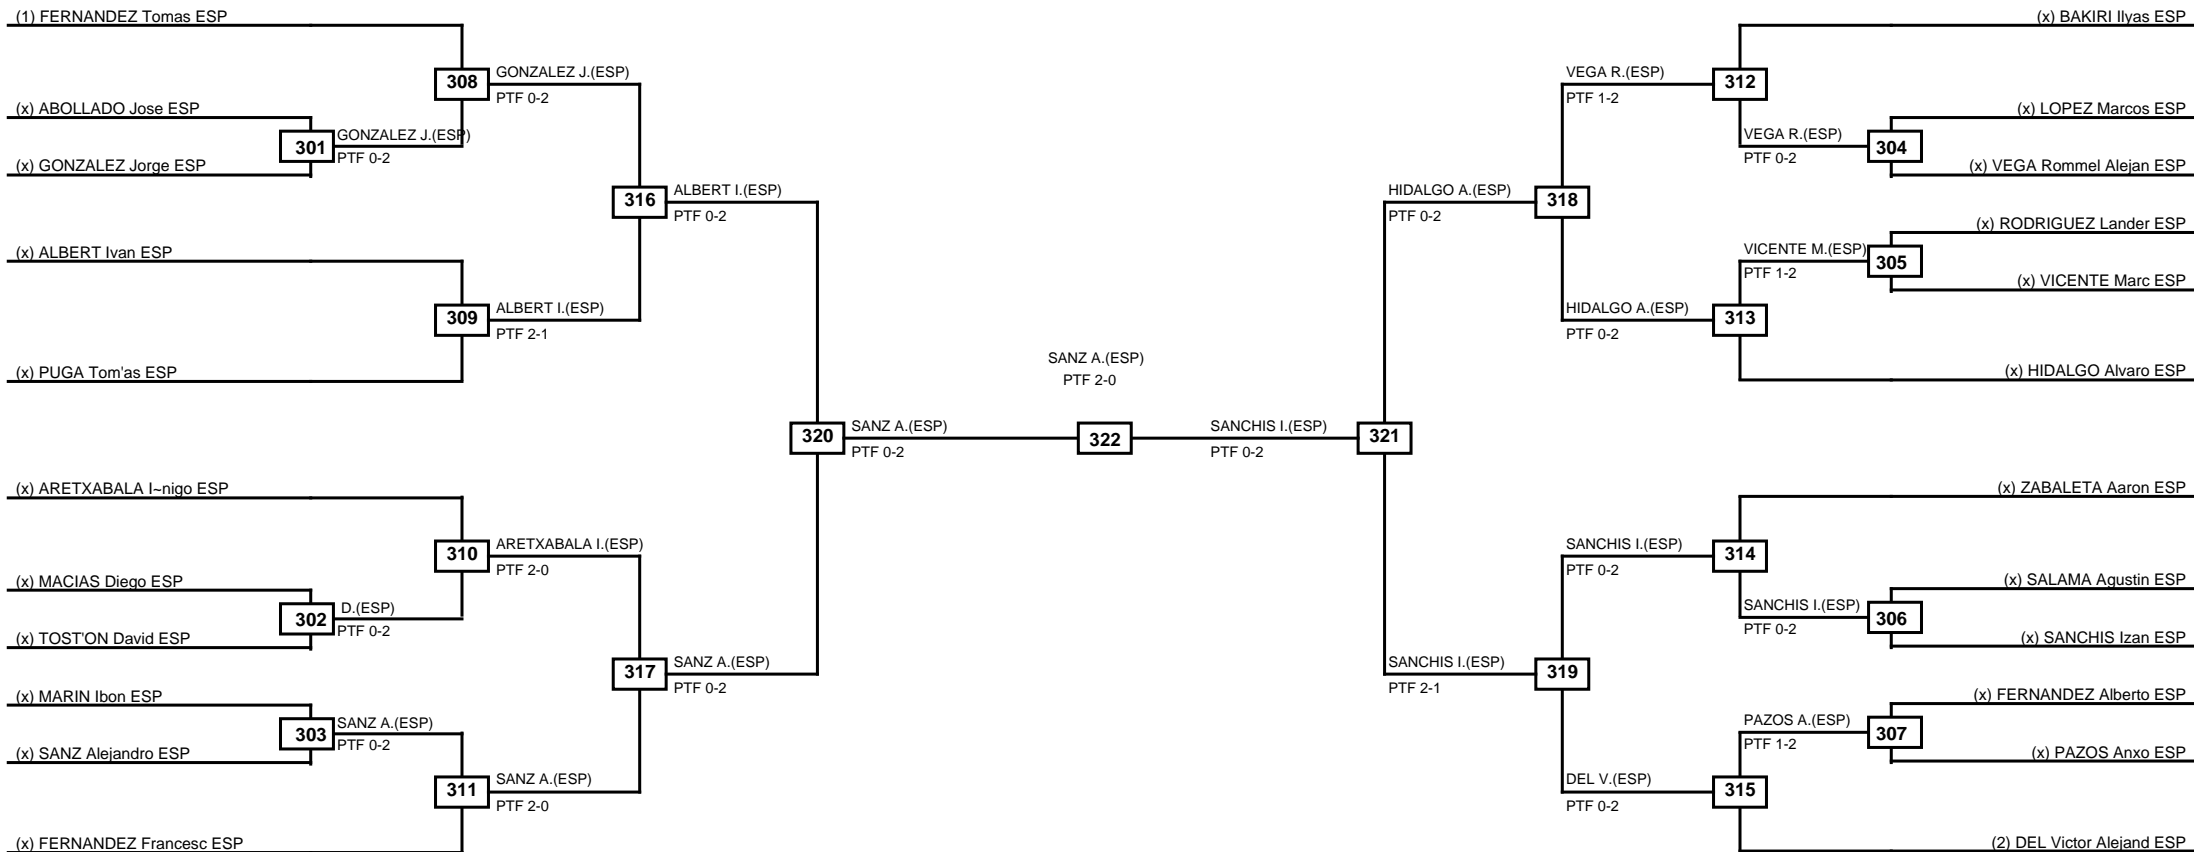 (1) FERNANDEZ Tomas ESP
308
GONZALEZ J.(ESP)
PTF 0-2
(x) ABOLLADO Jose ESP
301
GONZALEZ J.(ESP)
PTF 0-2
(x) GONZALEZ Jorge ESP
316
ALBERT I.(ESP)
PTF 0-2
(x) ALBERT Ivan ESP
309
ALBERT I.(ESP)
PTF 2-1
(x) PUGA Tom'as ESP
320
SANZ A.(ESP)
PTF 0-2
(x) ARETXABALA I~nigo ESP
310
ARETXABALA I.(ESP)
PTF 2-0
(x) MACIAS Diego ESP
302
D.(ESP)
PTF 0-2
(x) TOST'ON David ESP
317
SANZ A.(ESP)
PTF 0-2
(x) MARIN Ibon ESP
303
SANZ A.(ESP)
PTF 0-2
(x) SANZ Alejandro ESP
311
SANZ A.(ESP)
PTF 2-0
(x) FERNANDEZ Francesc ESP
SANZ A.(ESP)
PTF 2-0
322
(x) BAKIRI Ilyas ESP
VEGA R.(ESP)
PTF 1-2
312
(x) LOPEZ Marcos ESP
VEGA R.(ESP)
PTF 0-2
304
(x) VEGA Rommel Alejan ESP
HIDALGO A.(ESP)
PTF 0-2
318
(x) RODRIGUEZ Lander ESP
VICENTE M.(ESP)
PTF 1-2
305
(x) VICENTE Marc ESP
HIDALGO A.(ESP)
PTF 0-2
313
(x) HIDALGO Alvaro ESP
SANCHIS I.(ESP)
PTF 0-2
321
(x) ZABALETA Aaron ESP
SANCHIS I.(ESP)
PTF 0-2
314
(x) SALAMA Agustin ESP
SANCHIS I.(ESP)
PTF 0-2
306
(x) SANCHIS Izan ESP
SANCHIS I.(ESP)
PTF 2-1
319
(x) FERNANDEZ Alberto ESP
PAZOS A.(ESP)
PTF 1-2
307
(x) PAZOS Anxo ESP
DEL V.(ESP)
PTF 0-2
315
(2) DEL Victor Alejand ESP